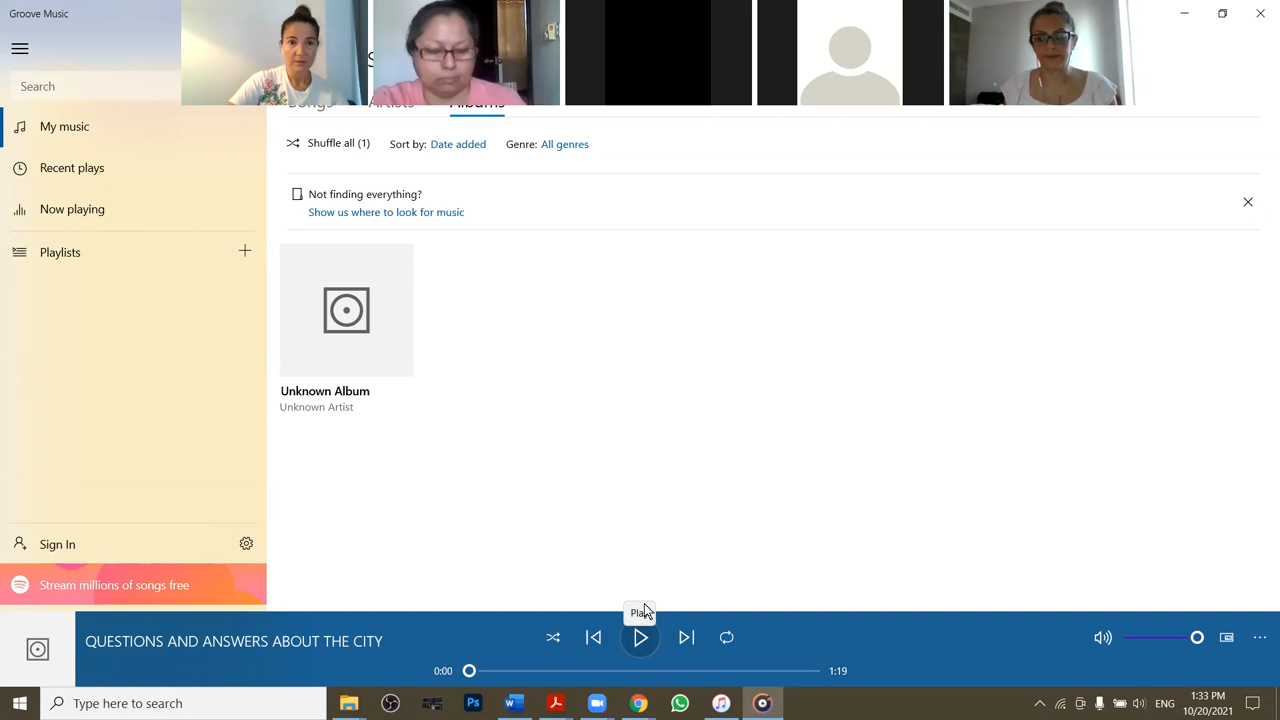 Groove Music
Search
Songs Artists Albums
My music
Shuffle all (1) Sort by: Date added Genre: All genres
Recent plays
Not finding everything?
Show us where to look for music
Now playing
Playlists
Unknown Album
Unknown Artist
Sign In
Stream millions of songs free
Play
QUESTIONS AND ANSWERS ABOUT THE CITY
0:00 1:19
Type here to search
ENG
1:33 PM
10/20/2021